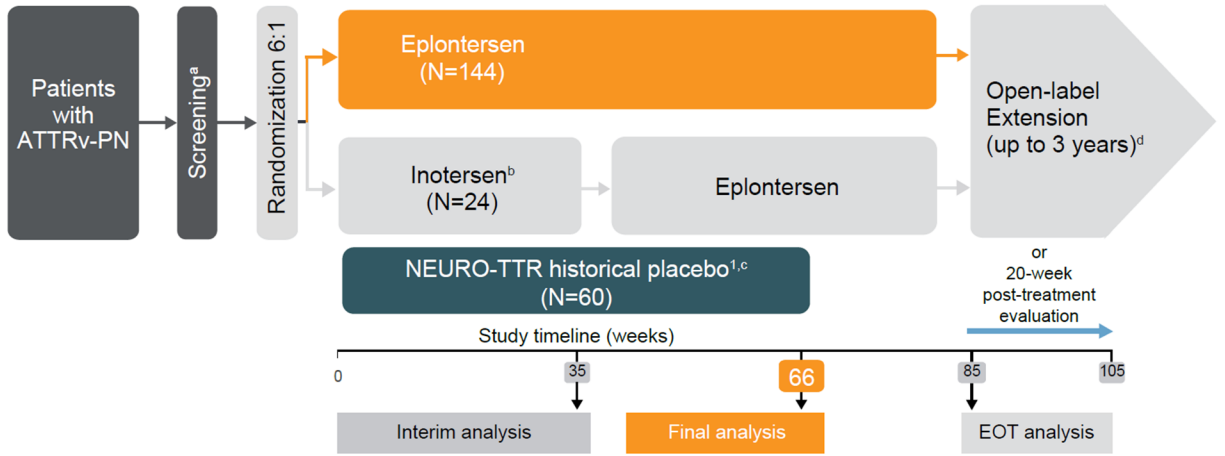 Patients
with
ATTRv-PN
Screeningª
Randomization 6:1
Eplontersen
(N=144)
Inotersenᵇ
(N=24)
Eplontersen
Open-label
Extension
(up to 3 years)ᵈ
NEURO-TTR historical placebo¹,ᶜ
(N=60)
or
20-week
post-treatment
evaluation
Study timeline (weeks)
0
35
66
85
105
Interim analysis
Final analysis
EOT analysis